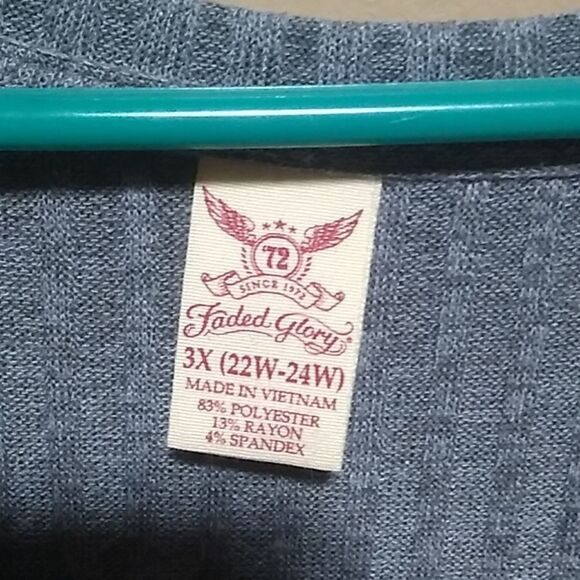 '72
SINCE 1972
Faded Glory®
3X (22W-24W)
MADE IN VIETNAM
83% POLYESTER
13% RAYON
4% SPANDEX